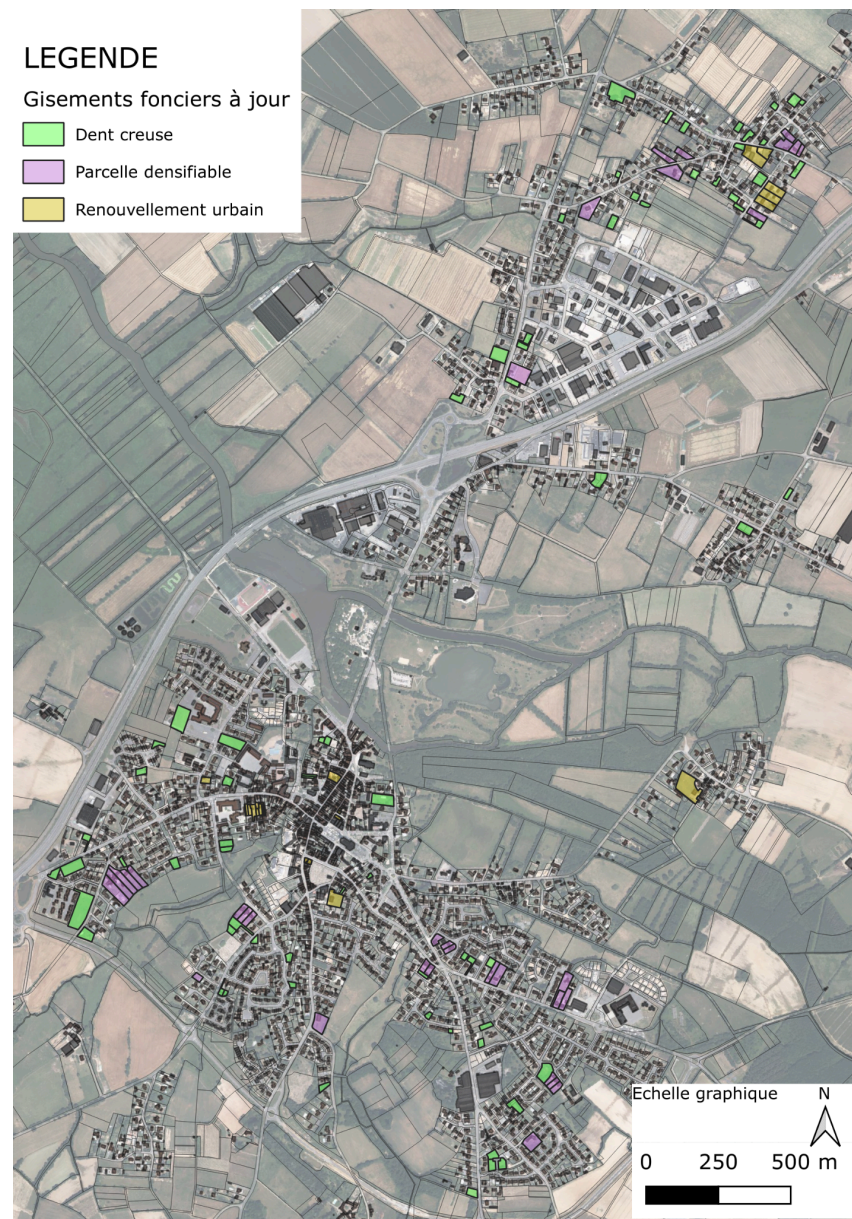 LEGENDE
Gisements fonciers à jour
Dent creuse
Parcelle densifiable
Renouvellement urbain
Echelle graphique
N
0 250 500 m